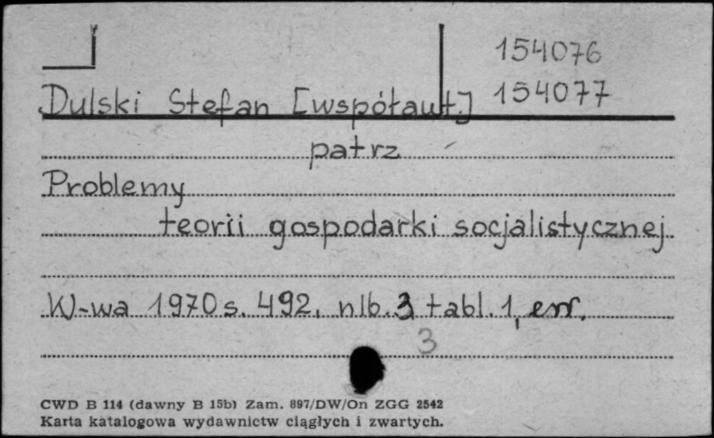 154076
Dulski Stefan [współaut.] 154077
patrz
Problemy
teorii gospodarki socjalistycznej
W-wa 1970 s. 492, nlb. 3 tabl. 1, err.
3
CWD B 114 (dawny B 15b) Zam. 897/DW/On ZGG 2542
Karta katalogowa wydawnictw ciągłych i zwartych.